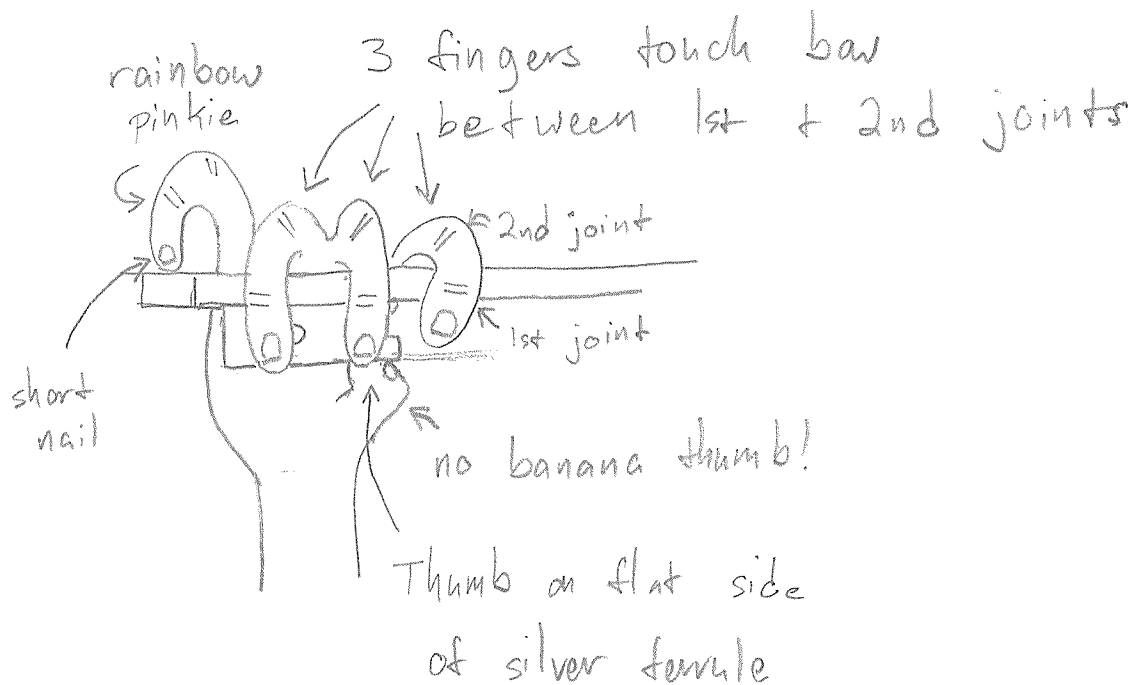 rainbow
pinkie
3 fingers touch bow
between 1st + 2nd joints
2nd joint
1st joint
short
nail
no banana thumb!
Thumb on flat side
of silver ferrule